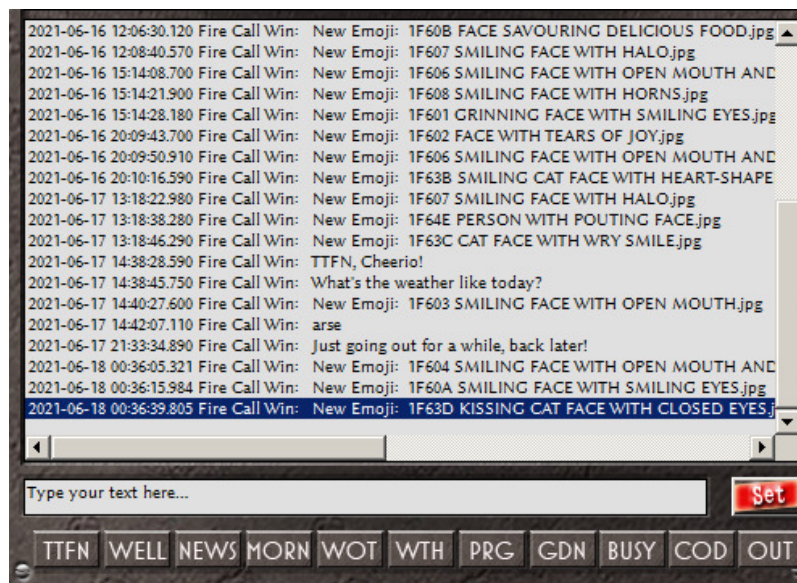 2021-06-16 12:06:30.120 Fire Call Win: New Emoji: 1F60B FACE SAVOURING DELICIOUS FOOD.jpg
2021-06-16 12:08:40.570 Fire Call Win: New Emoji: 1F607 SMILING FACE WITH HALO.jpg
2021-06-16 15:14:08.700 Fire Call Win: New Emoji: 1F606 SMILING FACE WITH OPEN MOUTH AND
2021-06-16 15:14:21.900 Fire Call Win: New Emoji: 1F608 SMILING FACE WITH HORNS.jpg
2021-06-16 15:14:28.180 Fire Call Win: New Emoji: 1F601 GRINNING FACE WITH SMILING EYES.jpg
2021-06-16 20:09:43.700 Fire Call Win: New Emoji: 1F602 FACE WITH TEARS OF JOY.jpg
2021-06-16 20:09:50.910 Fire Call Win: New Emoji: 1F606 SMILING FACE WITH OPEN MOUTH AND
2021-06-16 20:10:16.590 Fire Call Win: New Emoji: 1F63B SMILING CAT FACE WITH HEART-SHAPE
2021-06-17 13:18:22.980 Fire Call Win: New Emoji: 1F607 SMILING FACE WITH HALO.jpg
2021-06-17 13:18:38.280 Fire Call Win: New Emoji: 1F64E PERSON WITH POUTING FACE.jpg
2021-06-17 13:18:46.290 Fire Call Win: New Emoji: 1F63C CAT FACE WITH WRY SMILE.jpg
2021-06-17 14:38:28.590 Fire Call Win: TTFN, Cheerio!
2021-06-17 14:38:45.750 Fire Call Win: What's the weather like today?
2021-06-17 14:40:27.600 Fire Call Win: New Emoji: 1F603 SMILING FACE WITH OPEN MOUTH.jpg
2021-06-17 14:42:07.110 Fire Call Win: arse
2021-06-17 21:33:34.890 Fire Call Win: Just going out for a while, back later!
2021-06-18 00:36:05.321 Fire Call Win: New Emoji: 1F604 SMILING FACE WITH OPEN MOUTH AND
2021-06-18 00:36:15.984 Fire Call Win: New Emoji: 1F60A SMILING FACE WITH SMILING EYES.jpg
2021-06-18 00:36:39.805 Fire Call Win: New Emoji: 1F63D KISSING CAT FACE WITH CLOSED EYES.j
Type your text here... Set
TTFN WELL NEWS MORN WOT WTH PRG GDN BUSY COD OUT